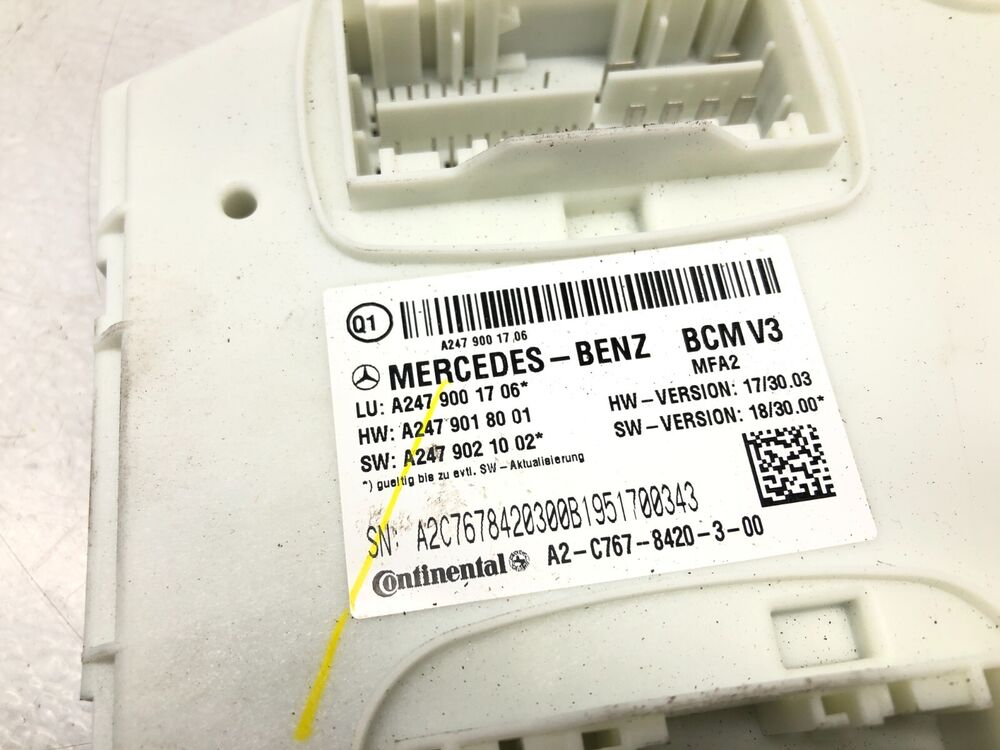 Q1
A247 900 17 06
MERCEDES-BENZ BCM V3
MFA2
LU: A247 900 17 06*
HW: A247 901 80 01
SW: A247 902 10 02*
HW-VERSION: 17/30.03
SW-VERSION: 18/30.00*
*) gueltig bis zu evtl. SW-Aktualisierung
SN: A2C7678420300B1951700343
Continental A2-C767-8420-3-00